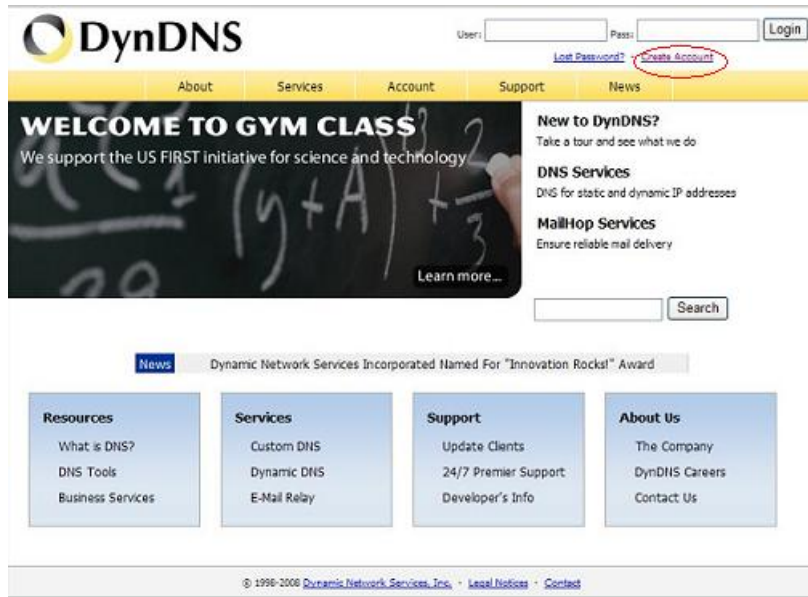 DynDNS
User: Pass: Login
Lost Password? - Create Account
About Services Account Support News
WELCOME TO GYM CLASS
We support the US FIRST initiative for science and technology
(y+A) + 2/3
Learn more...
New to DynDNS?
Take a tour and see what we do
DNS Services
DNS for static and dynamic IP addresses
MailHop Services
Ensure reliable mail delivery
Search
News Dynamic Network Services Incorporated Named For "Innovation Rocks!" Award
Resources
What is DNS?
DNS Tools
Business Services
Services
Custom DNS
Dynamic DNS
E-Mail Relay
Support
Update Clients
24/7 Premier Support
Developer's Info
About Us
The Company
DynDNS Careers
Contact Us
© 1998-2008 Dynamic Network Services, Inc. · Legal Notices · Contact